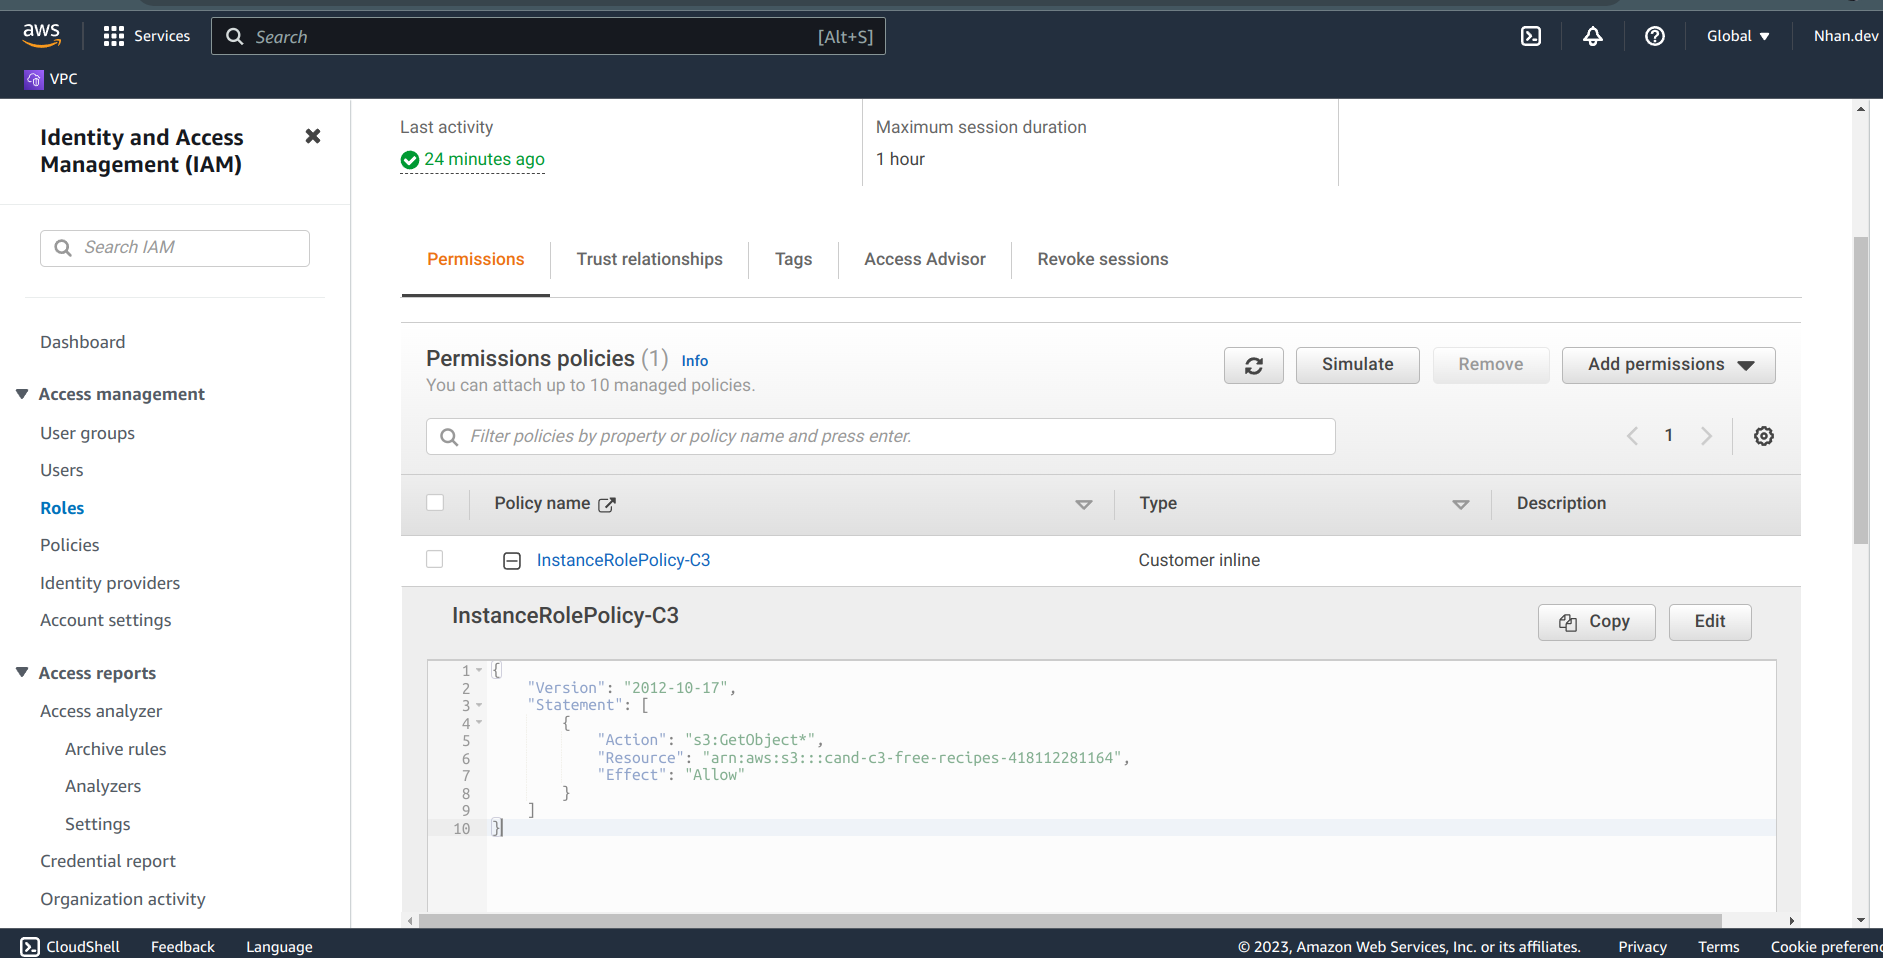 aws
Services
Search
[Alt+S]
Global
Nhan.dev
VPC
Identity and Access
Management (IAM)
Search IAM
Dashboard
Access management
User groups
Users
Roles
Policies
Identity providers
Account settings
Access reports
Access analyzer
Archive rules
Analyzers
Settings
Credential report
Organization activity
Last activity
24 minutes ago
Maximum session duration
1 hour
Permissions
Trust relationships
Tags
Access Advisor
Revoke sessions
Permissions policies (1) Info
You can attach up to 10 managed policies.
Simulate
Remove
Add permissions
Filter policies by property or policy name and press enter.
1
Policy name
Type
Description
InstanceRolePolicy-C3
Customer inline
InstanceRolePolicy-C3
Copy
Edit
1 {
2 "Version": "2012-10-17",
3 "Statement": [
4 {
5 "Action": "s3:GetObject*",
6 "Resource": "arn:aws:s3:::cand-c3-free-recipes-418112281164",
7 "Effect": "Allow"
8 }
9 ]
10 }
CloudShell
Feedback
Language
© 2023, Amazon Web Services, Inc. or its affiliates.
Privacy
Terms
Cookie preferenc